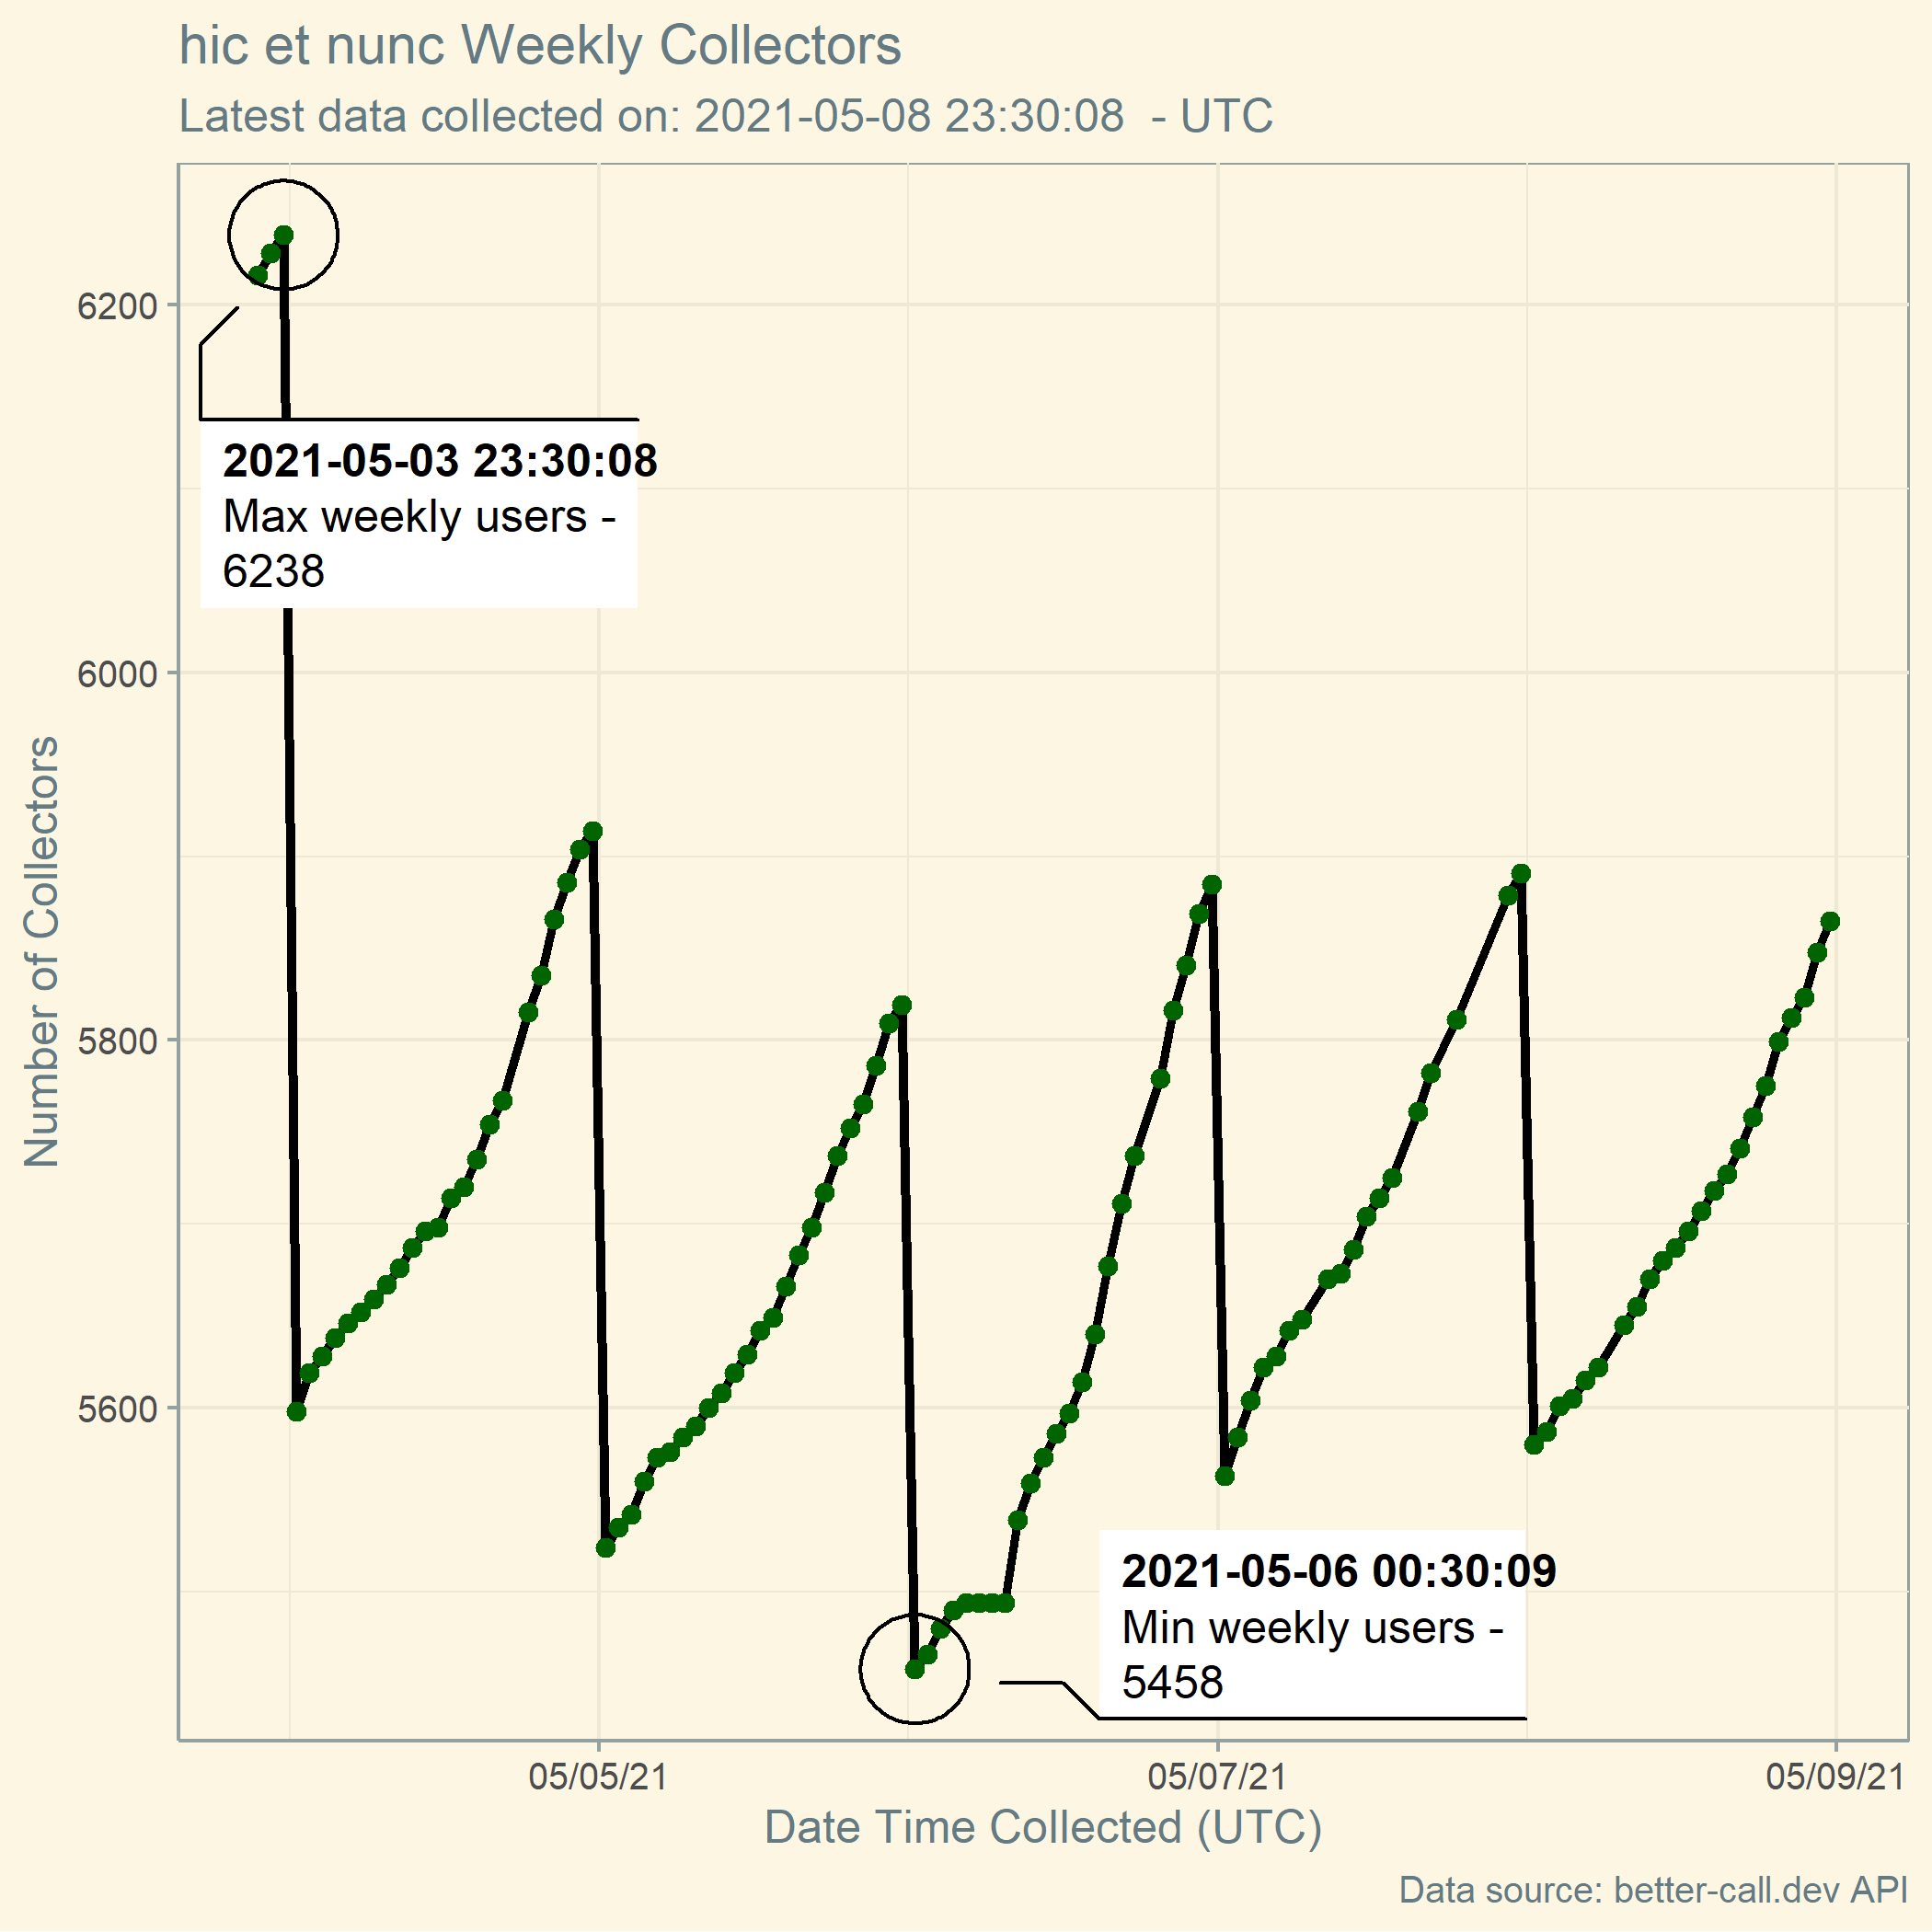 hic et nunc Weekly Collectors
Latest data collected on: 2021-05-08 23:30:08  - UTC
6200
6000
5800
5600
Number of Collectors
2021-05-03 23:30:08
Max weekly users -
6238
2021-05-06 00:30:09
Min weekly users -
5458
05/05/21
05/07/21
05/09/21
Date Time Collected (UTC)
Data source: better-call.dev API